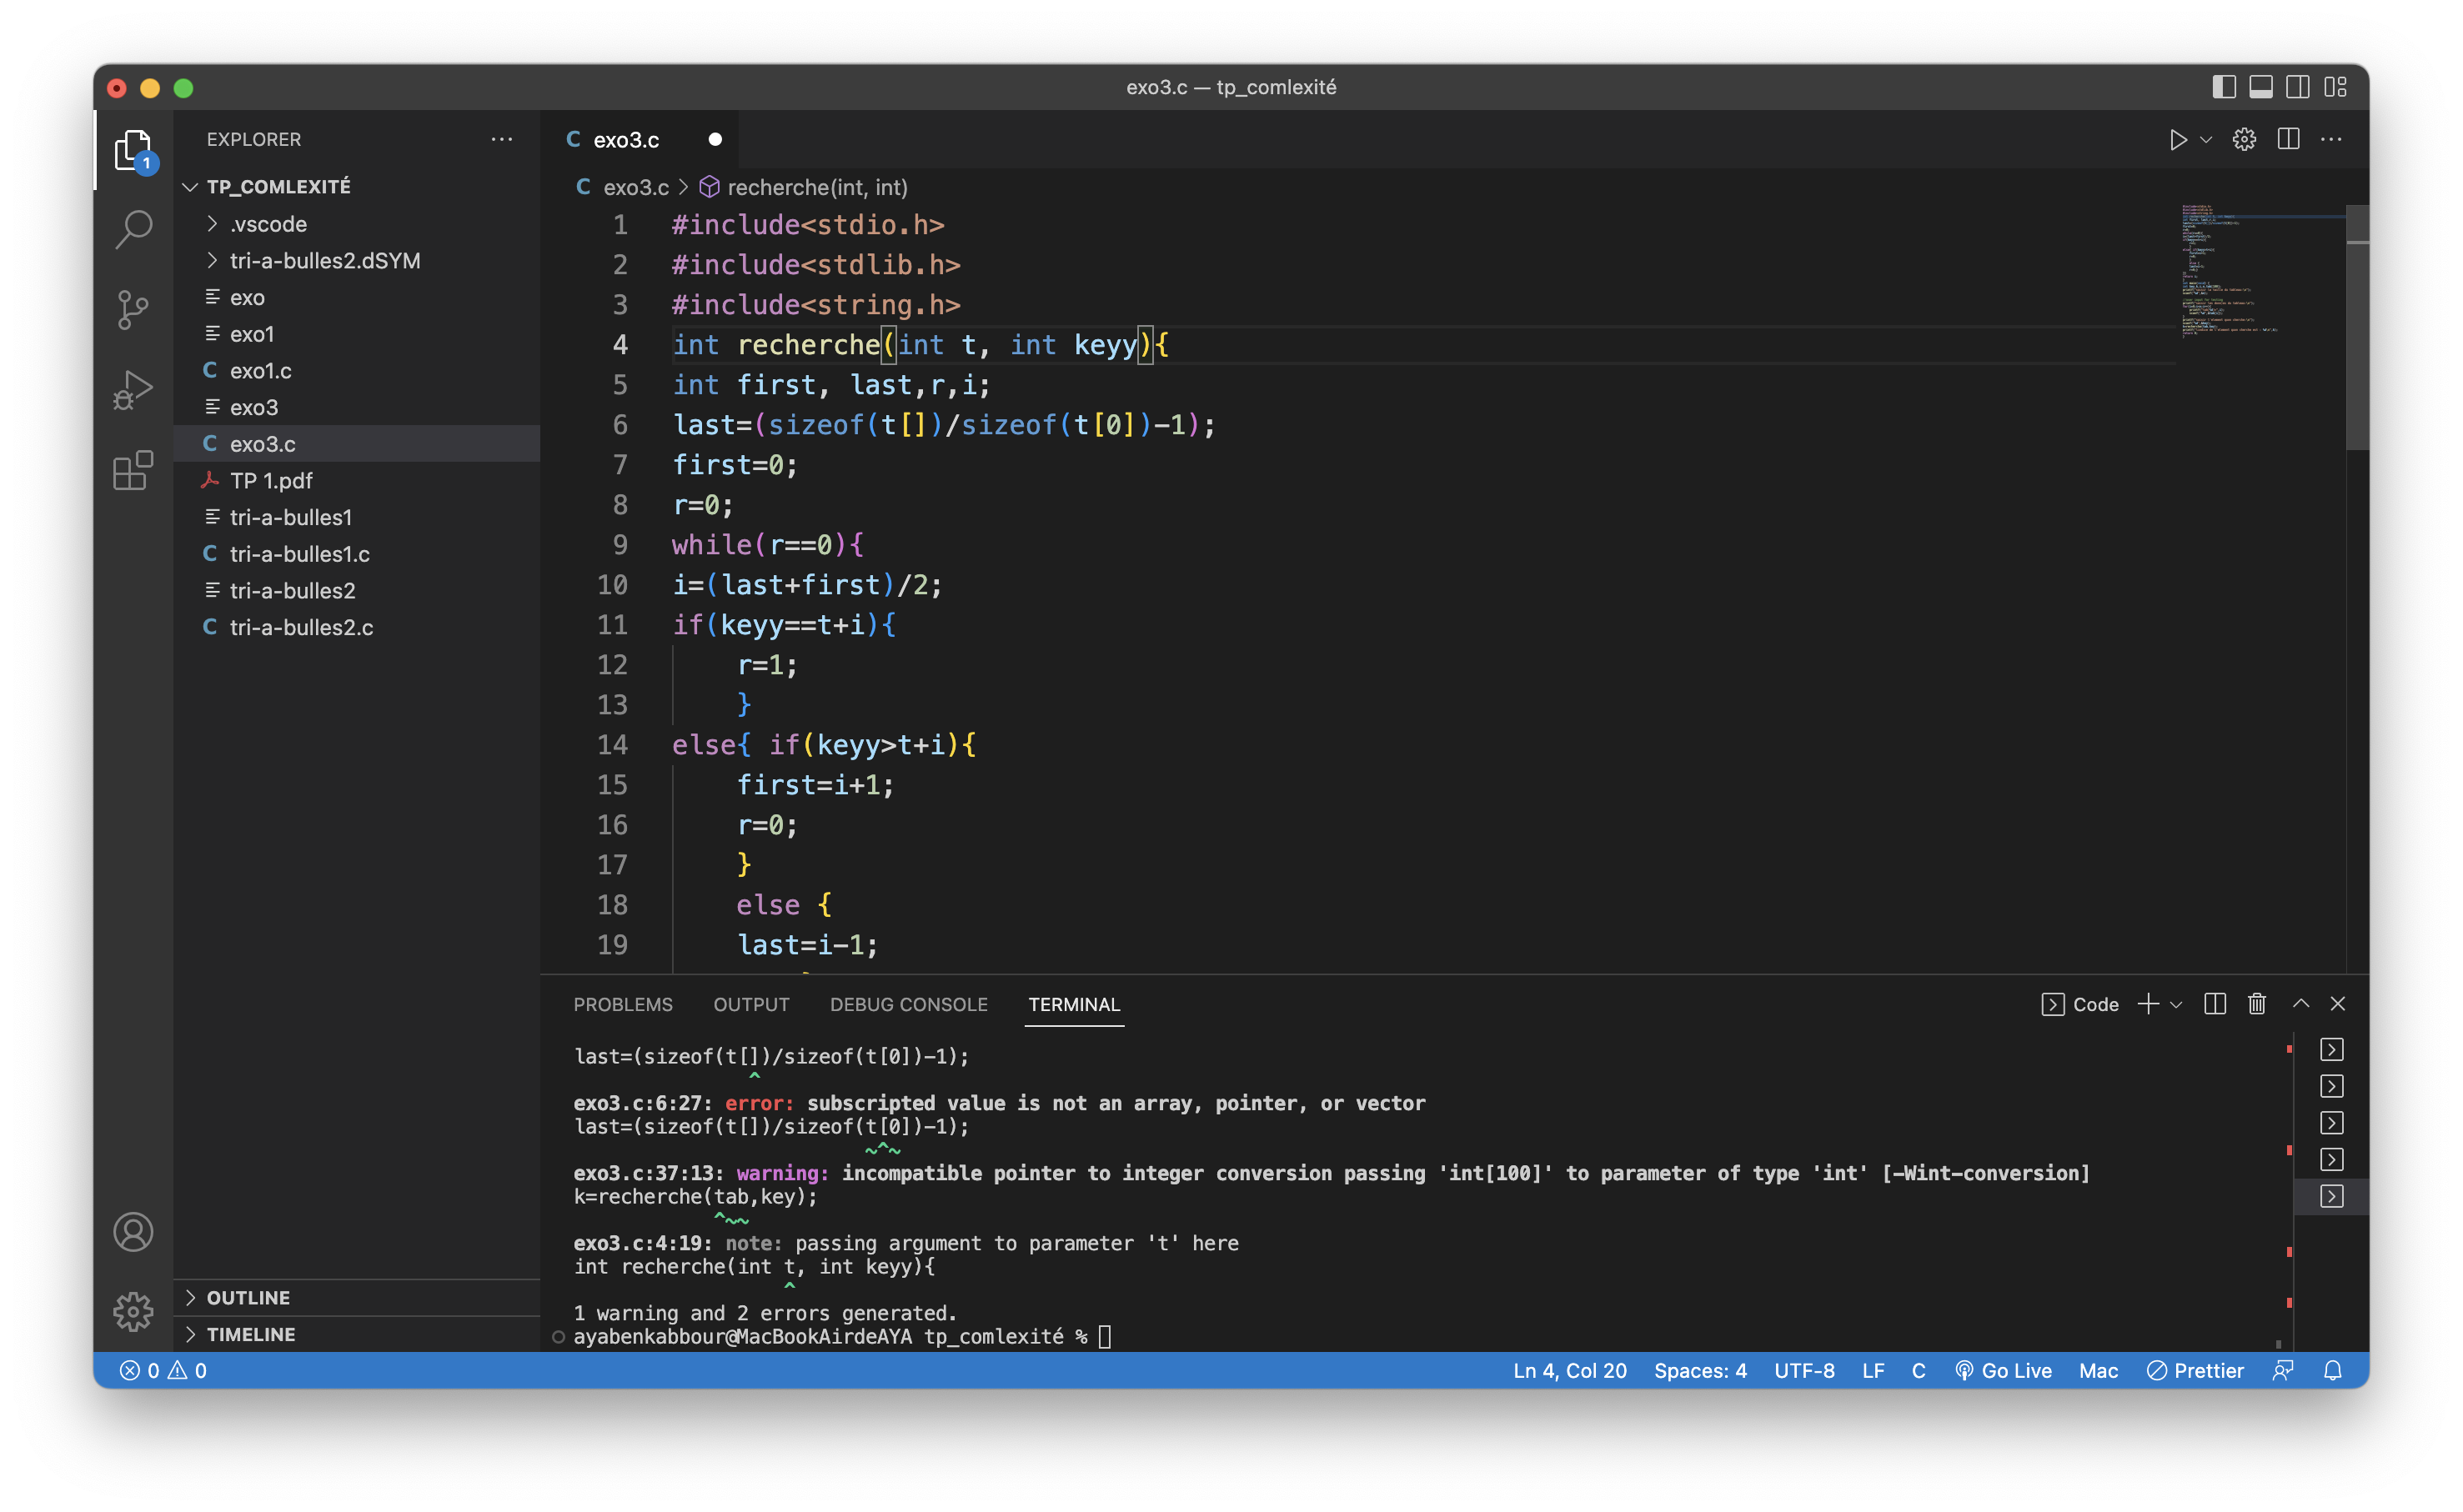 exo3.c — tp_comlexité
EXPLORER
1
TP_COMLEXITÉ
.vscode
tri-a-bulles2.dSYM
exo
exo1
C exo1.c
exo3
C exo3.c
TP 1.pdf
tri-a-bulles1
C tri-a-bulles1.c
tri-a-bulles2
C tri-a-bulles2.c
OUTLINE
TIMELINE
C exo3.c
C exo3.c > recherche(int, int)
1 #include<stdio.h>
2 #include<stdlib.h>
3 #include<string.h>
4 int recherche(int t, int keyy){
5 int first, last,r,i;
6 last=(sizeof(t[])/sizeof(t[0])-1);
7 first=0;
8 r=0;
9 while(r==0){
10 i=(last+first)/2;
11 if(keyy==t+i){
12 r=1;
13 }
14 else{ if(keyy>t+i){
15 first=i+1;
16 r=0;
17 }
18 else {
19 last=i-1;
PROBLEMS OUTPUT DEBUG CONSOLE TERMINAL
Code
last=(sizeof(t[])/sizeof(t[0])-1);
^
exo3.c:6:27: error: subscripted value is not an array, pointer, or vector
last=(sizeof(t[])/sizeof(t[0])-1);
~^~
exo3.c:37:13: warning: incompatible pointer to integer conversion passing 'int[100]' to parameter of type 'int' [-Wint-conversion]
k=recherche(tab,key);
^~~
exo3.c:4:19: note: passing argument to parameter 't' here
int recherche(int t, int keyy){
^
1 warning and 2 errors generated.
ayabenkabbour@MacBookAirdeAYA tp_comlexité %
0 0 Ln 4, Col 20 Spaces: 4 UTF-8 LF C Go Live Mac Prettier